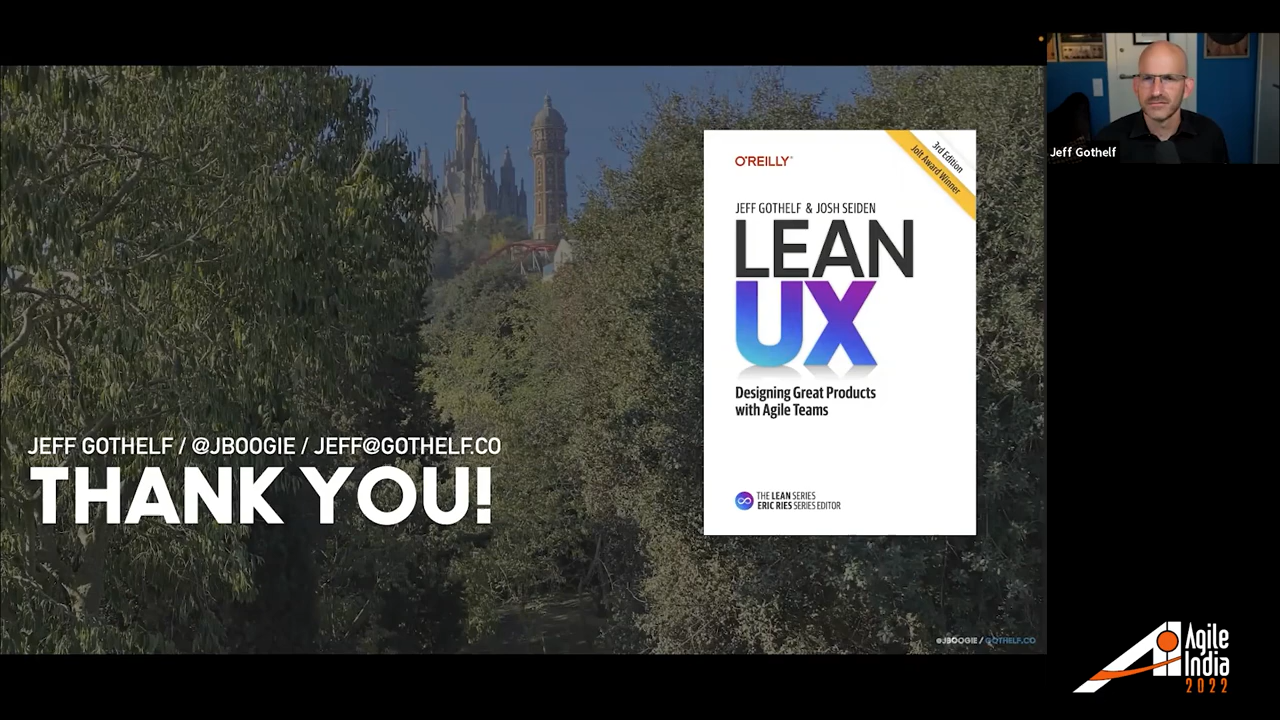 JEFF GOTHELF / @JBOOGIE / JEFF@GOTHELF.CO
THANK YOU!
O'REILLY®
3rd Edition
Jolt Award Winner
JEFF GOTHELF & JOSH SEIDEN
LEAN
UX
Designing Great Products
with Agile Teams
THE LEAN SERIES
ERIC RIES SERIES EDITOR
@JBOOGIE / GOTHELF.CO
Jeff Gothelf
Agile
India
2022